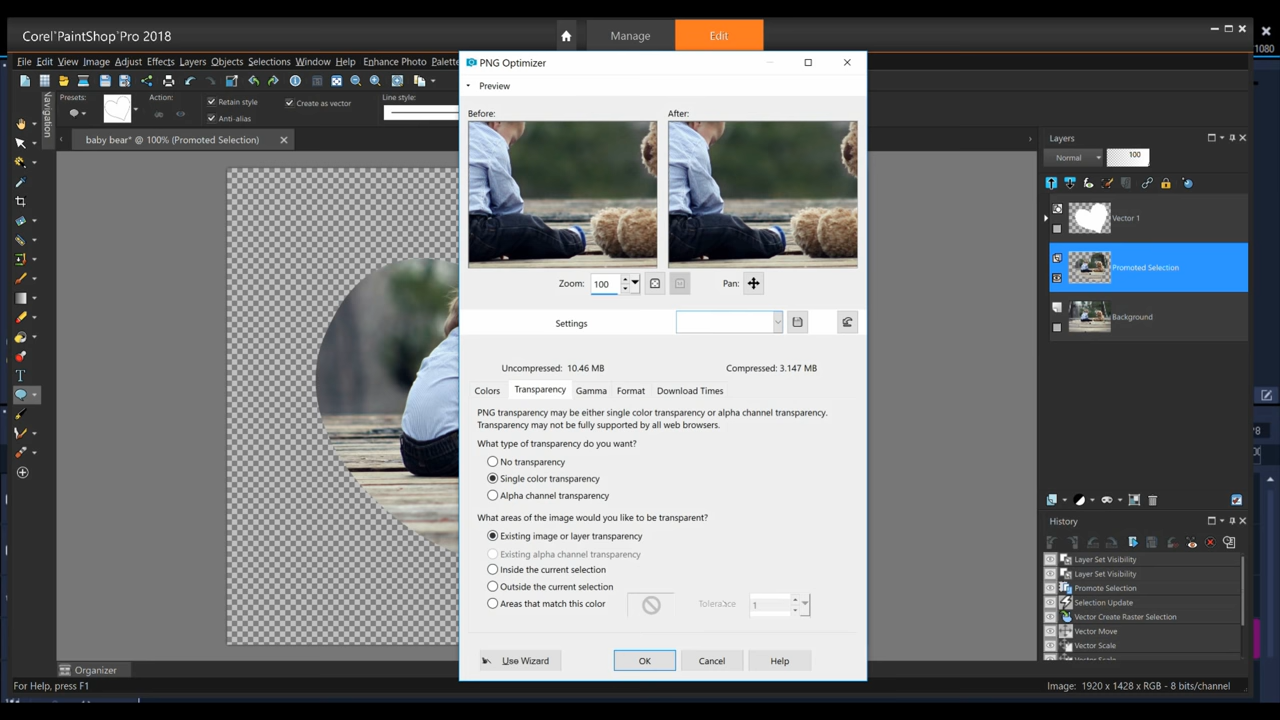 Corel PaintShop Pro 2018
Manage
Edit
1080
File Edit View Image Adjust Effects Layers Objects Selections Window Help Enhance Photo Palette
PNG Optimizer
Preview
Presets:
Action:
Retain style
Anti-alias
Create as vector
Line style:
Navigation
baby bear* @ 100% (Promoted Selection)
Before:
After:
Zoom: 100
Pan:
Settings
Uncompressed: 10.46 MB
Compressed: 3.147 MB
Colors Transparency Gamma Format Download Times
PNG transparency may be either single color transparency or alpha channel transparency.
Transparency may not be fully supported by all web browsers.
What type of transparency do you want?
No transparency
Single color transparency
Alpha channel transparency
What areas of the image would you like to be transparent?
Existing image or layer transparency
Existing alpha channel transparency
Inside the current selection
Outside the current selection
Areas that match this color
Tolerance 1
Use Wizard
OK
Cancel
Help
Layers
Normal
100
Vector 1
Promoted Selection
Background
History
Layer Set Visibility
Layer Set Visibility
Promote Selection
Selection Update
Vector Create Raster Selection
Vector Move
Vector Scale
Organizer
For Help, press F1
Image: 1920 x 1428 x RGB - 8 bits/channel